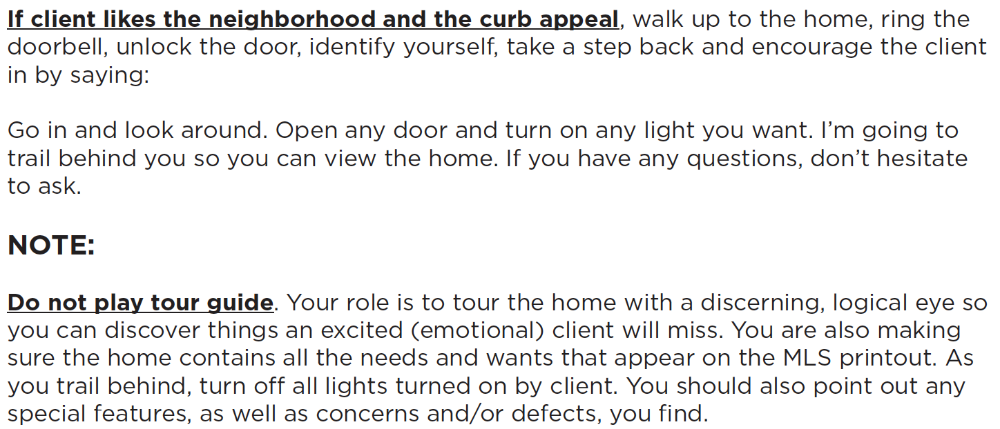 If client likes the neighborhood and the curb appeal, walk up to the home, ring the
doorbell, unlock the door, identify yourself, take a step back and encourage the client
in by saying:
Go in and look around. Open any door and turn on any light you want. I’m going to
trail behind you so you can view the home. If you have any questions, don’t hesitate
to ask.
NOTE:
Do not play tour guide. Your role is to tour the home with a discerning, logical eye so
you can discover things an excited (emotional) client will miss. You are also making
sure the home contains all the needs and wants that appear on the MLS printout. As
you trail behind, turn off all lights turned on by client. You should also point out any
special features, as well as concerns and/or defects, you find.